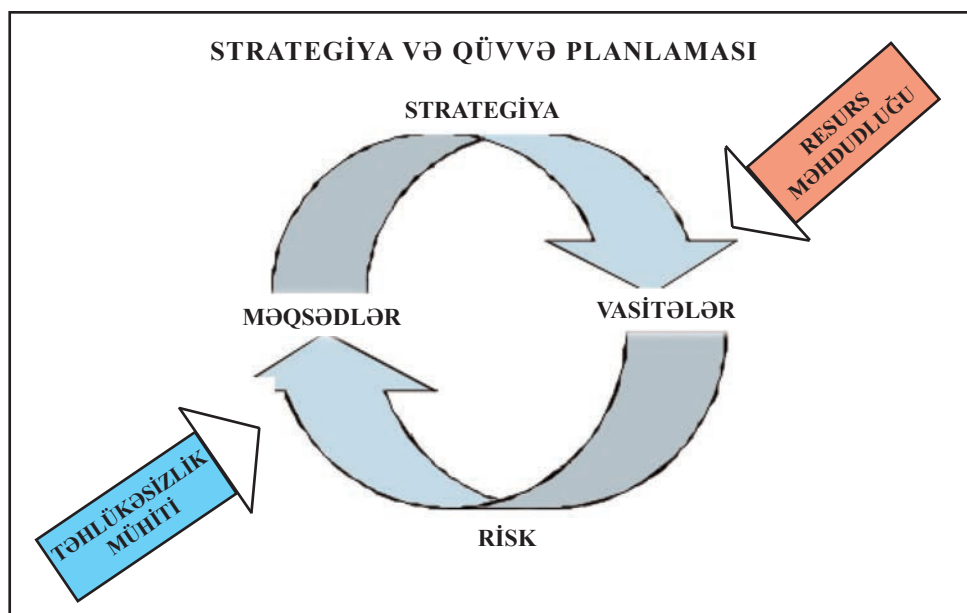 STRATEGİYA VƏ QÜVVƏ PLANLAMASI
STRATEGİYA
RESURS
MƏHDUDLUĞU
MƏQSƏDLƏR
VASİTƏLƏR
TƏHLÜKƏSİZLİK
MÜHİTİ
RİSK